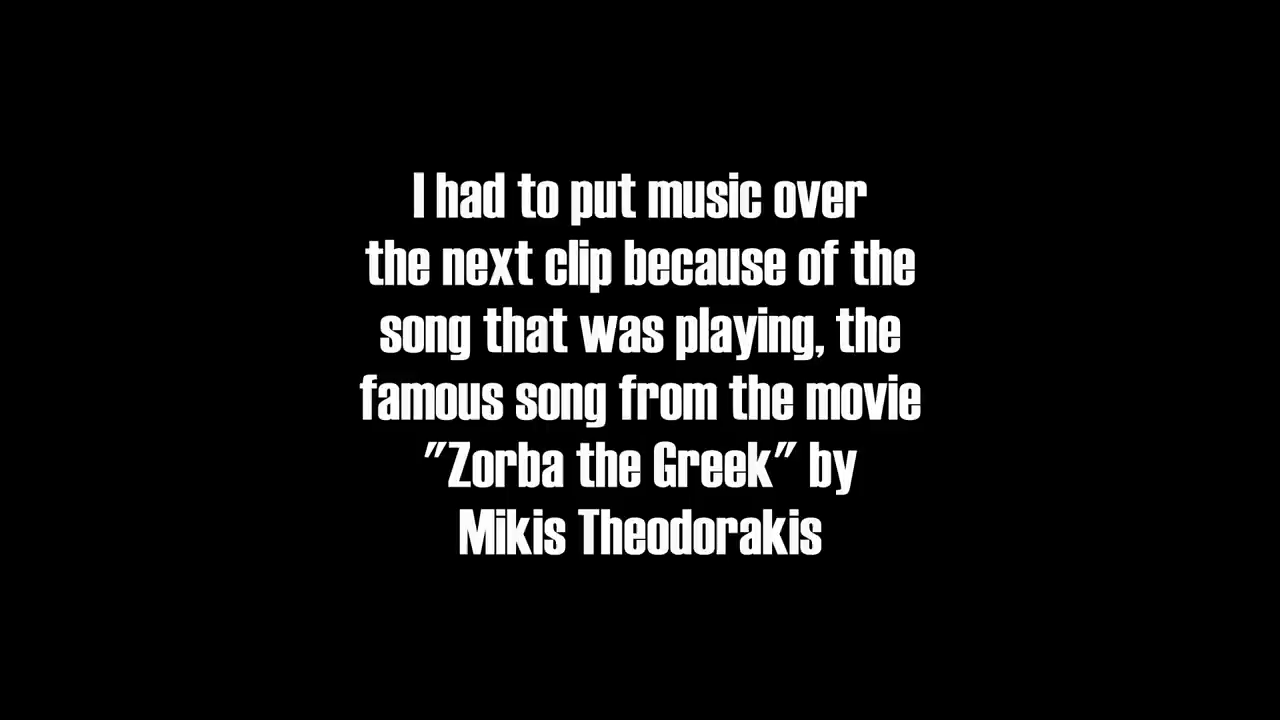 I had to put music over
the next clip because of the
song that was playing, the
famous song from the movie
"Zorba the Greek" by
Mikis Theodorakis